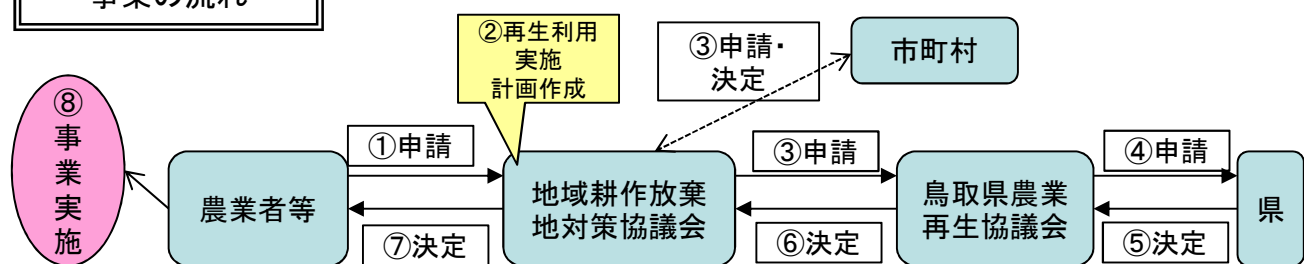 事業の流れ
②再生利用
実施
計画作成
③申請・
決定
市町村
⑧
事
業
実
施
①申請
③申請
④申請
農業者等
地域耕作放棄
地対策協議会
鳥取県農業
再生協議会
県
⑦決定
⑥決定
⑤決定